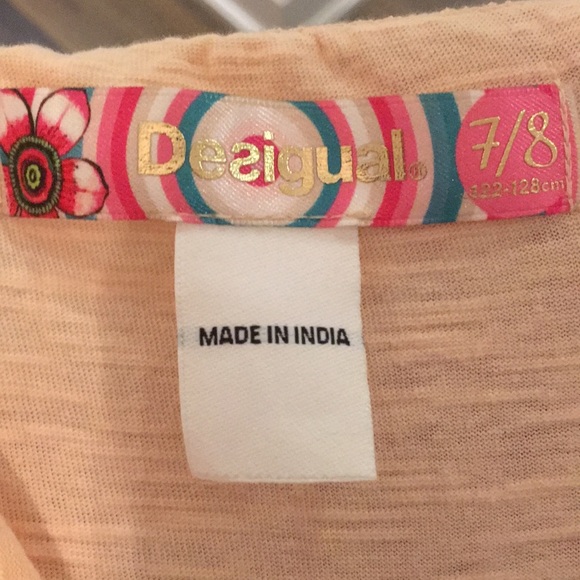 Desigual®
7/8
122-128cm
MADE IN INDIA